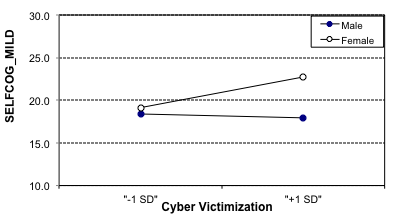 SELFCOG_MILD
30.0
25.0
20.0
15.0
10.0
Male
Female
"-1 SD" "+1 SD"
Cyber Victimization